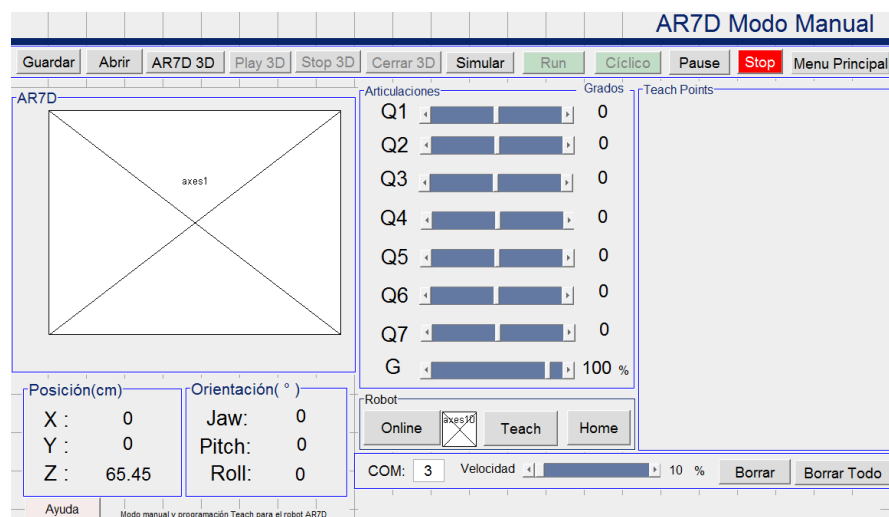 AR7D Modo Manual
Guardar Abrir AR7D 3D Play 3D Stop 3D Cerrar 3D Simular Run Cíclico Pause Stop Menu Principal
AR7D
axes1
Articulaciones Grados
Q1 0
Q2 0
Q3 0
Q4 0
Q5 0
Q6 0
Q7 0
G 100 %
Teach Points
Posición(cm)
X : 0
Y : 0
Z : 65.45
Orientación( ° )
Jaw: 0
Pitch: 0
Roll: 0
Robot
Online axes10 Teach Home
COM: 3 Velocidad 10 % Borrar Borrar Todo
Ayuda
Modo manual y programación Teach para el robot AR7D